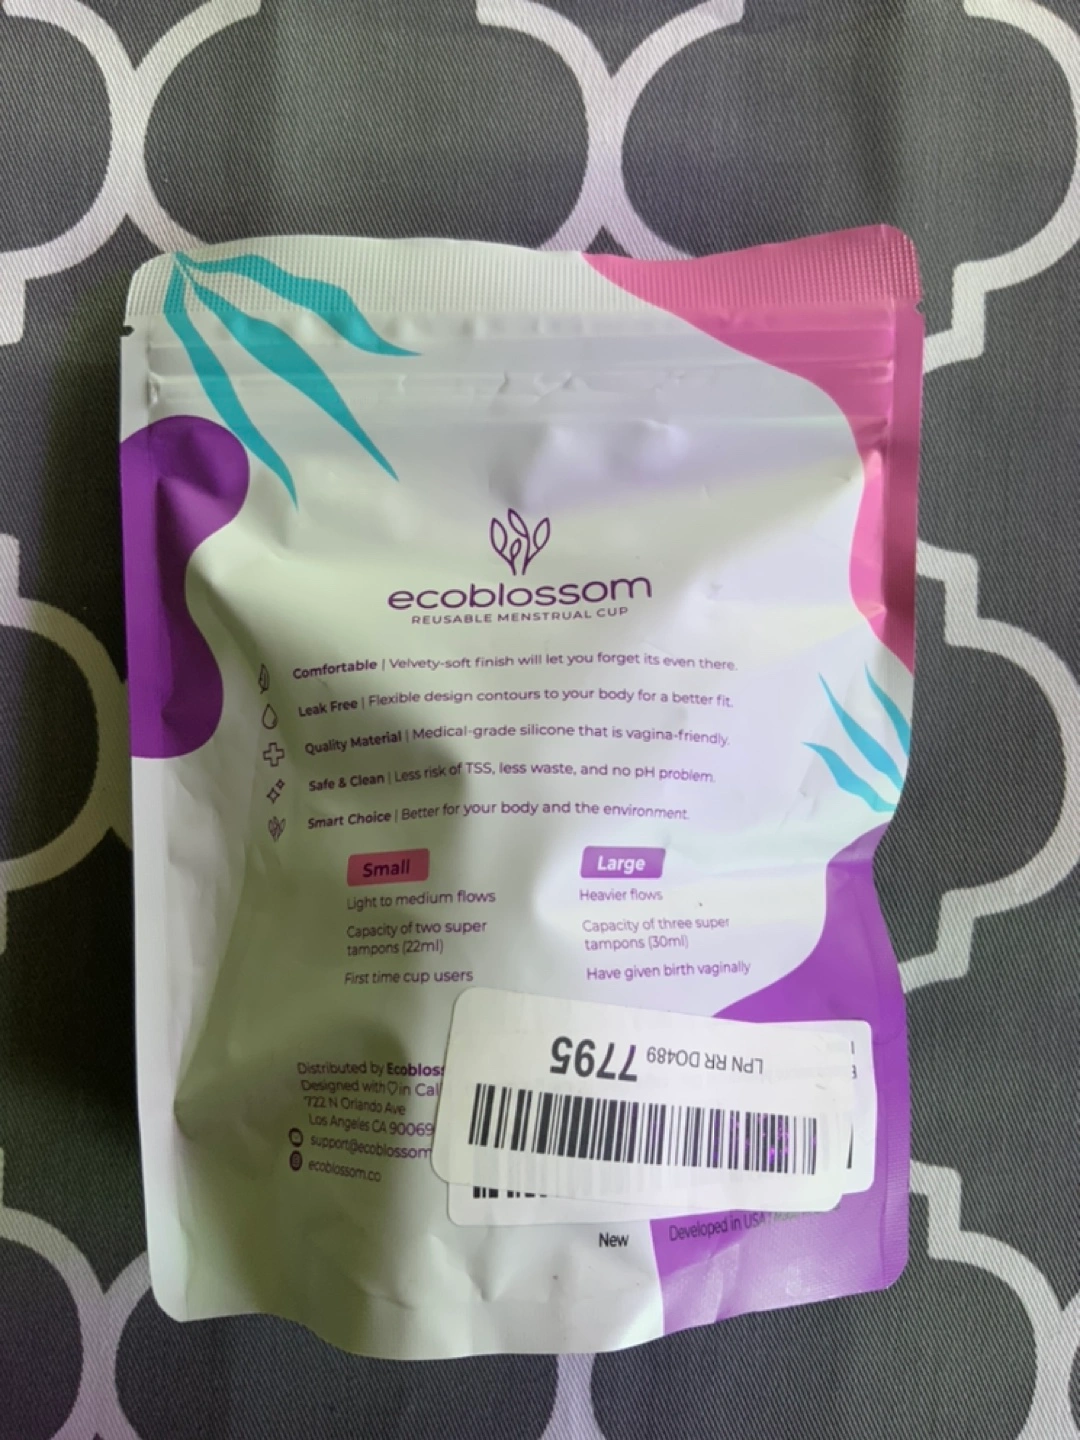 ecoblossom
REUSABLE MENSTRUAL CUP
Comfortable | Velvety-soft finish will let you forget its even there.
Leak Free | Flexible design contours to your body for a better fit.
Quality Material | Medical-grade silicone that is vagina-friendly.
Safe & Clean | Less risk of TSS, less waste, and no pH problem.
Smart Choice | Better for your body and the environment.
Small
Light to medium flows
Capacity of two super
tampons (22ml)
First time cup users
Large
Heavier flows
Capacity of three super
tampons (30ml)
Have given birth vaginally
Distributed by Ecoblos
Designed with ♡ in Cal
722 N Orlando Ave
Los Angeles CA 90069
support@ecoblossom
ecoblossom.co
LPN RR DO489 7795
New
Developed in USA